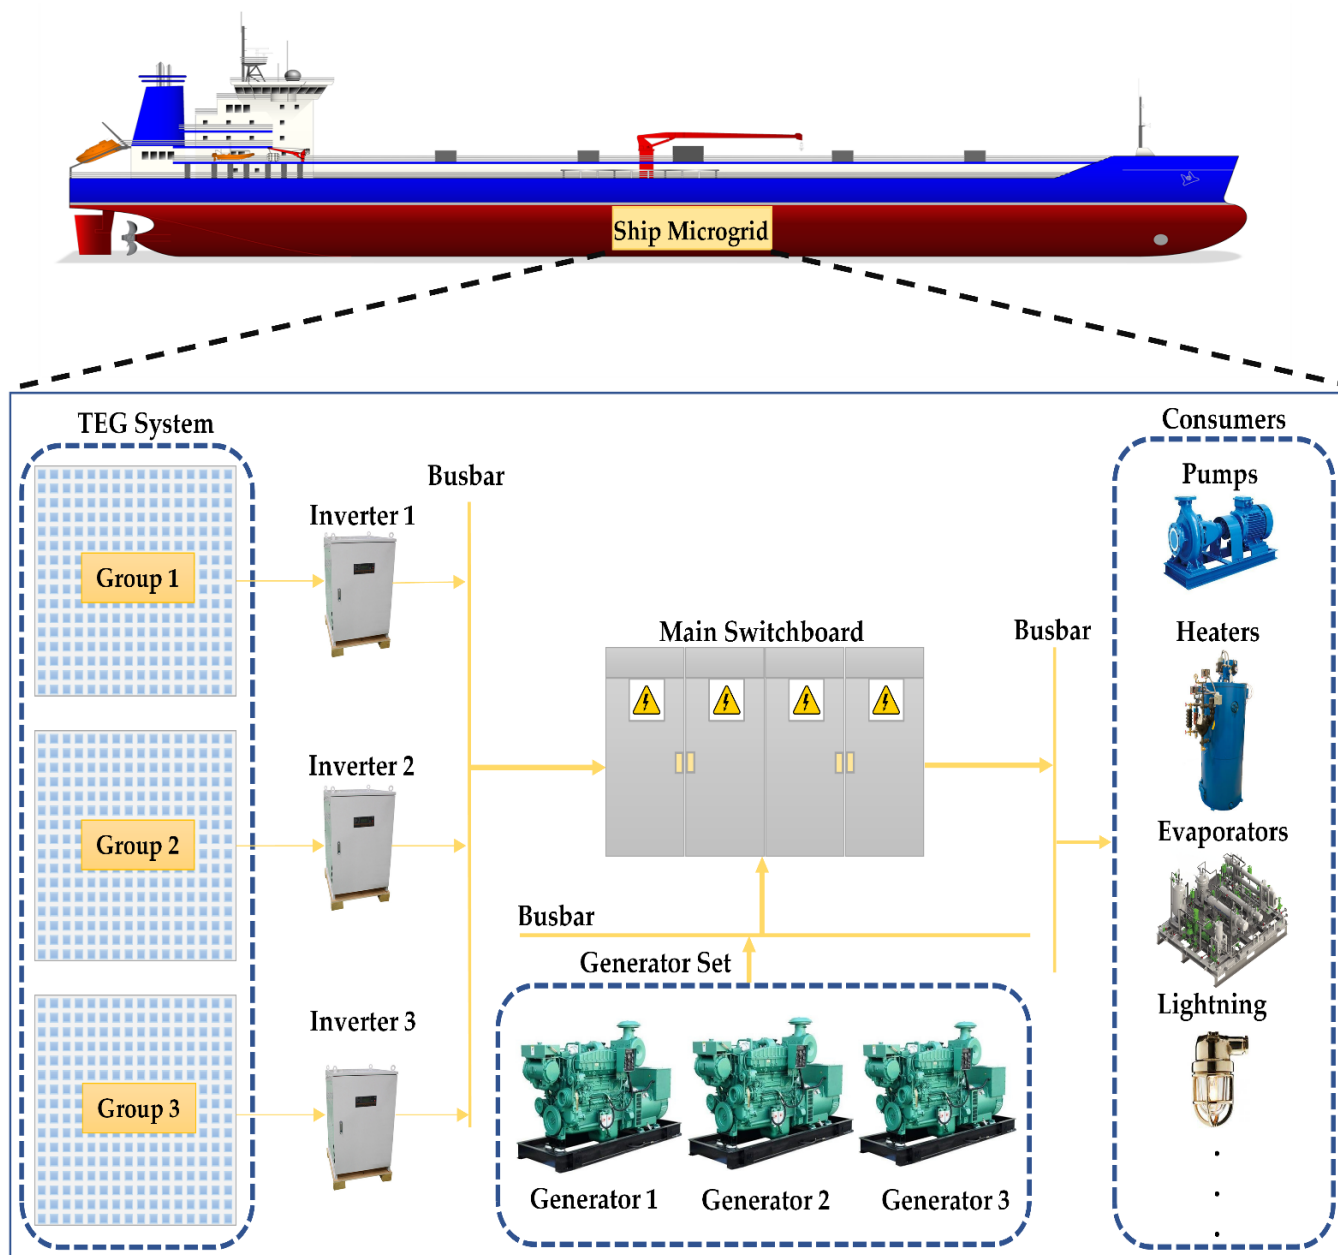 Ship Microgrid
TEG System
Consumers
Busbar
Pumps
Inverter 1
Group 1
Main Switchboard
Busbar
Heaters
Inverter 2
Group 2
Evaporators
Busbar
Generator Set
Lightning
Inverter 3
Group 3
Generator 1
Generator 2
Generator 3